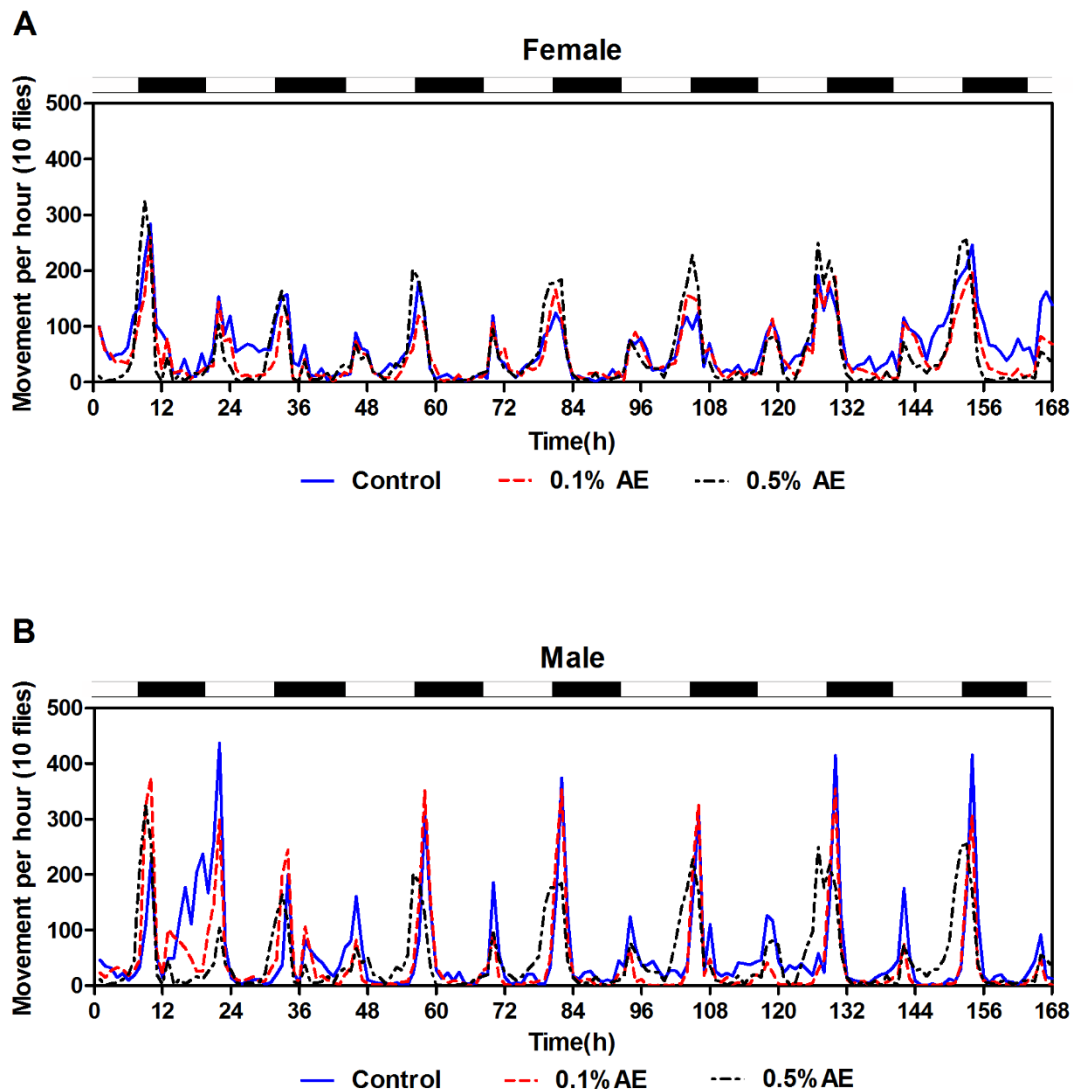 A
Female
Movement per hour (10 flies)
500
400
300
200
100
0
0 12 24 36 48 60 72 84 96 108 120 132 144 156 168
Time(h)
Control 0.1% AE 0.5% AE
B
Male
Movement per hour (10 flies)
500
400
300
200
100
0
0 12 24 36 48 60 72 84 96 108 120 132 144 156 168
Time(h)
Control 0.1% AE 0.5% AE